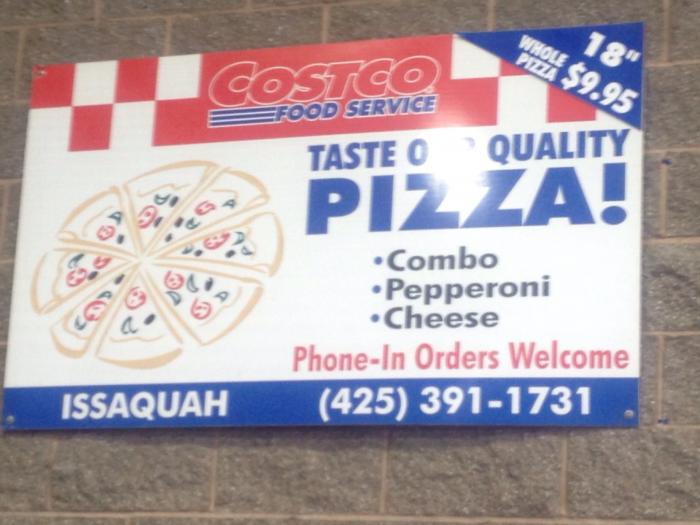 COSTCO
FOOD SERVICE
18"
WHOLE PIZZA $9.95
TASTE QUALITY
PIZZA!
•Combo
•Pepperoni
•Cheese
Phone-In Orders Welcome
ISSAQUAH (425) 391-1731